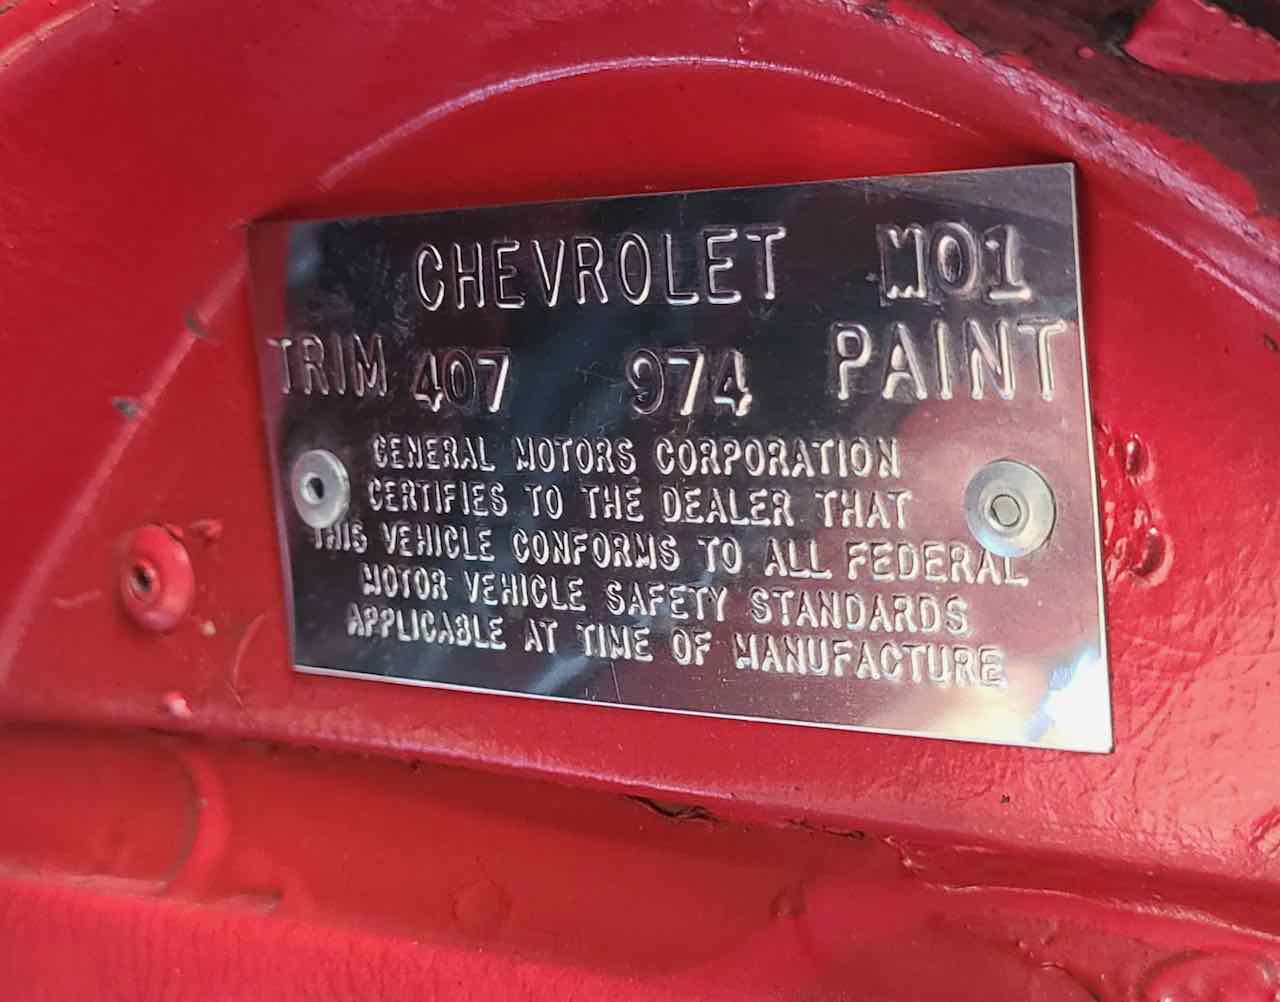 CHEVROLET M01
TRIM 407 974 PAINT
GENERAL MOTORS CORPORATION
CERTIFIES TO THE DEALER THAT
THIS VEHICLE CONFORMS TO ALL FEDERAL
MOTOR VEHICLE SAFETY STANDARDS
APPLICABLE AT TIME OF MANUFACTURE